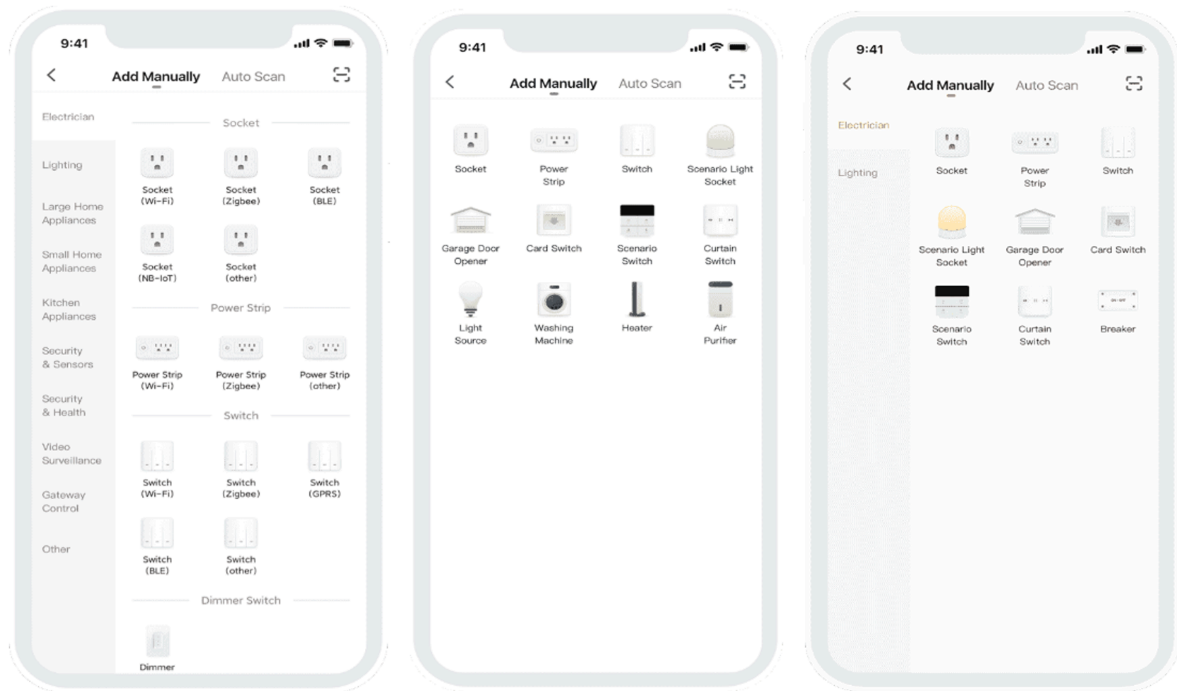 9:41
Add Manually
Auto Scan
Electrician
Lighting
Large Home
Appliances
Small Home
Appliances
Kitchen
Appliances
Security
& Sensors
Security
& Health
Video
Surveillance
Gateway
Control
Other
Socket
Socket
(Wi-Fi)
Socket
(Zigbee)
Socket
(BLE)
Socket
(NB-IoT)
Socket
(other)
Power Strip
Power Strip
(Wi-Fi)
Power Strip
(Zigbee)
Power Strip
(other)
Switch
Switch
(Wi-Fi)
Switch
(Zigbee)
Switch
(GPRS)
Switch
(BLE)
Switch
(other)
Dimmer Switch
Dimmer
9:41
Add Manually
Auto Scan
Socket
Power
Strip
Switch
Scenario Light
Socket
Garage Door
Opener
Card Switch
Scenario
Switch
Curtain
Switch
Light
Source
Washing
Machine
Heater
Air
Purifier
9:41
Add Manually
Auto Scan
Electrician
Lighting
Socket
Power
Strip
Switch
Scenario Light
Socket
Garage Door
Opener
Card Switch
Scenario
Switch
Curtain
Switch
Breaker